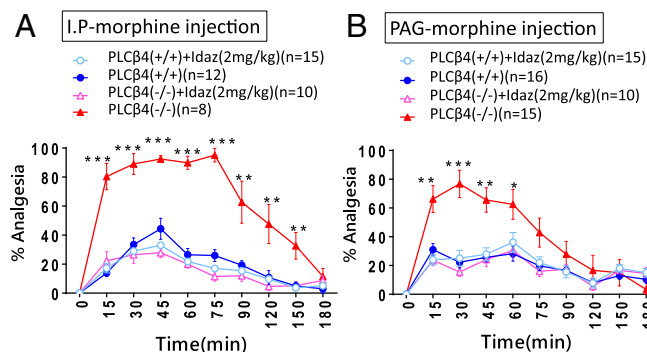 A I.P-morphine injection
PLCβ4(+/+)+Idaz(2mg/kg)(n=15)
PLCβ4(+/+)(n=12)
PLCβ4(-/-)+Idaz(2mg/kg)(n=10)
PLCβ4(-/-)(n=8)
% Analgesia
100
80
60
40
20
0
*** *** *** *** *** ** ** **
0 15 30 45 60 75 90 120 150 180
Time(min)
B PAG-morphine injection
PLCβ4(+/+)+Idaz(2mg/kg)(n=15)
PLCβ4(+/+)(n=16)
PLCβ4(-/-)+Idaz(2mg/kg)(n=10)
PLCβ4(-/-)(n=15)
% Analgesia
100
80
60
40
20
0
** *** ** *
0 15 30 45 60 75 90 120 150 180
Time(min)